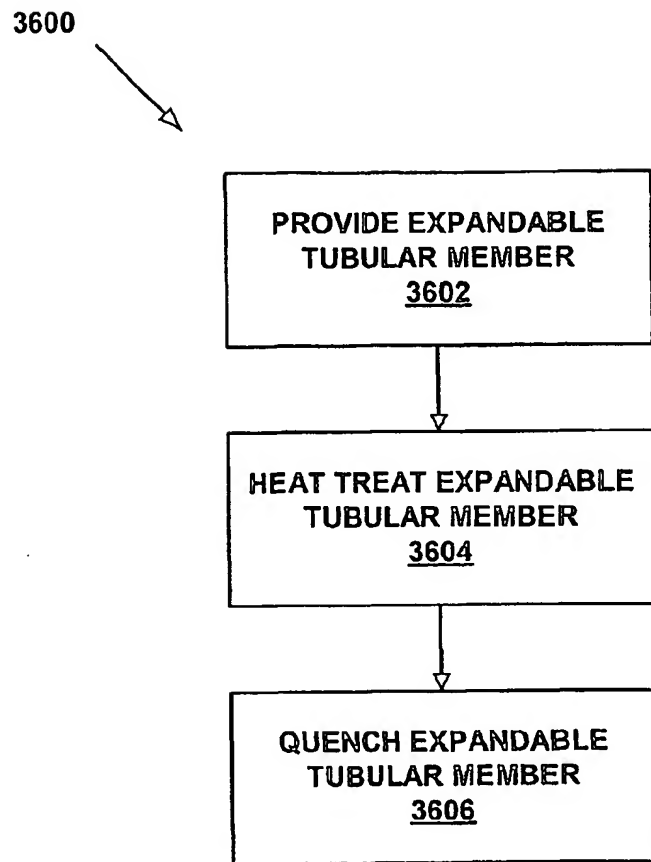 3600
PROVIDE EXPANDABLE
TUBULAR MEMBER
3602
HEAT TREAT EXPANDABLE
TUBULAR MEMBER
3604
QUENCH EXPANDABLE
TUBULAR MEMBER
3606